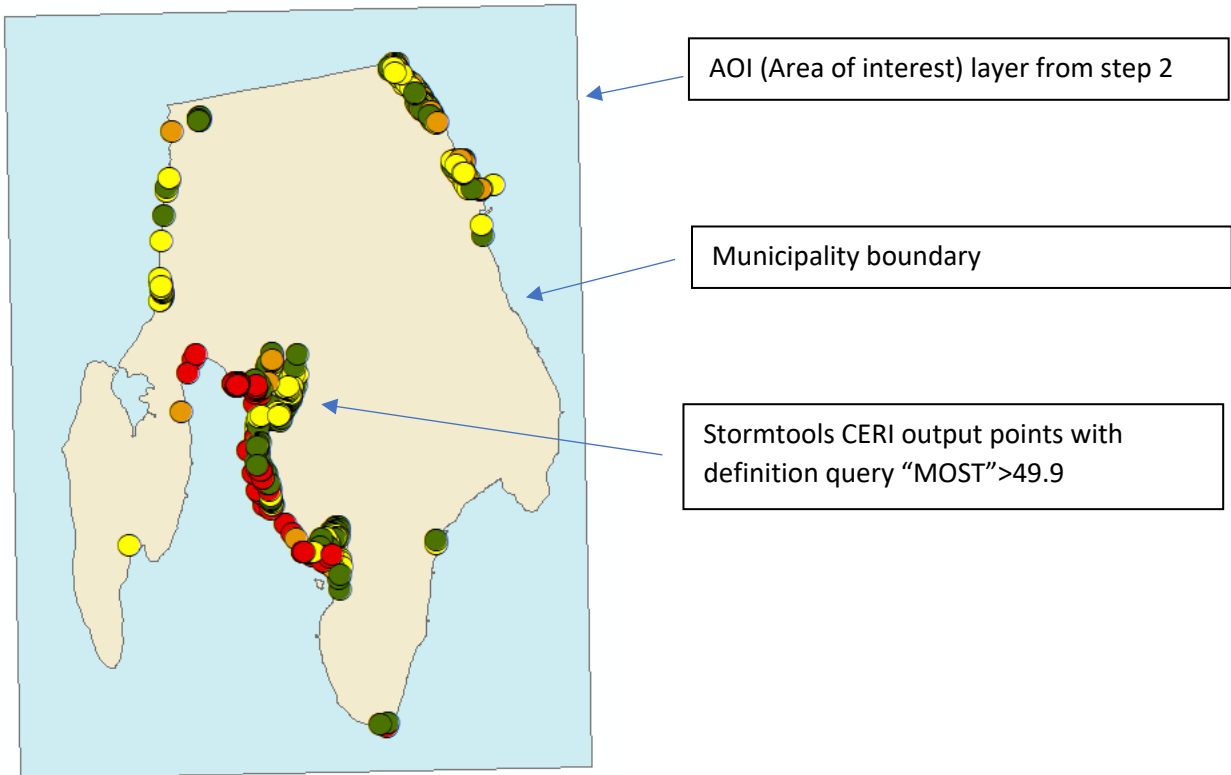 AOI (Area of interest) layer from step 2
Municipality boundary
Stormtools CERI output points with
definition query “MOST”>49.9